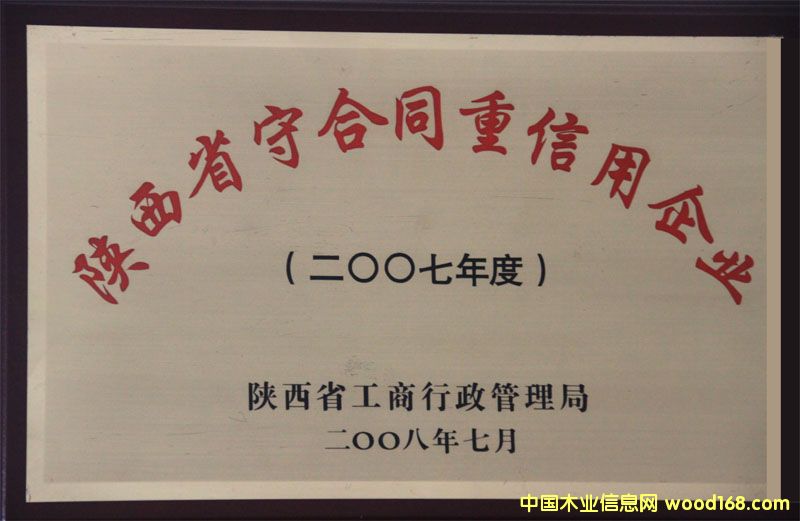 陕西省守合同重信用企业
(二〇〇七年度)
陕西省工商行政管理局
二〇〇八年七月
中国木业信息网 wood168.com